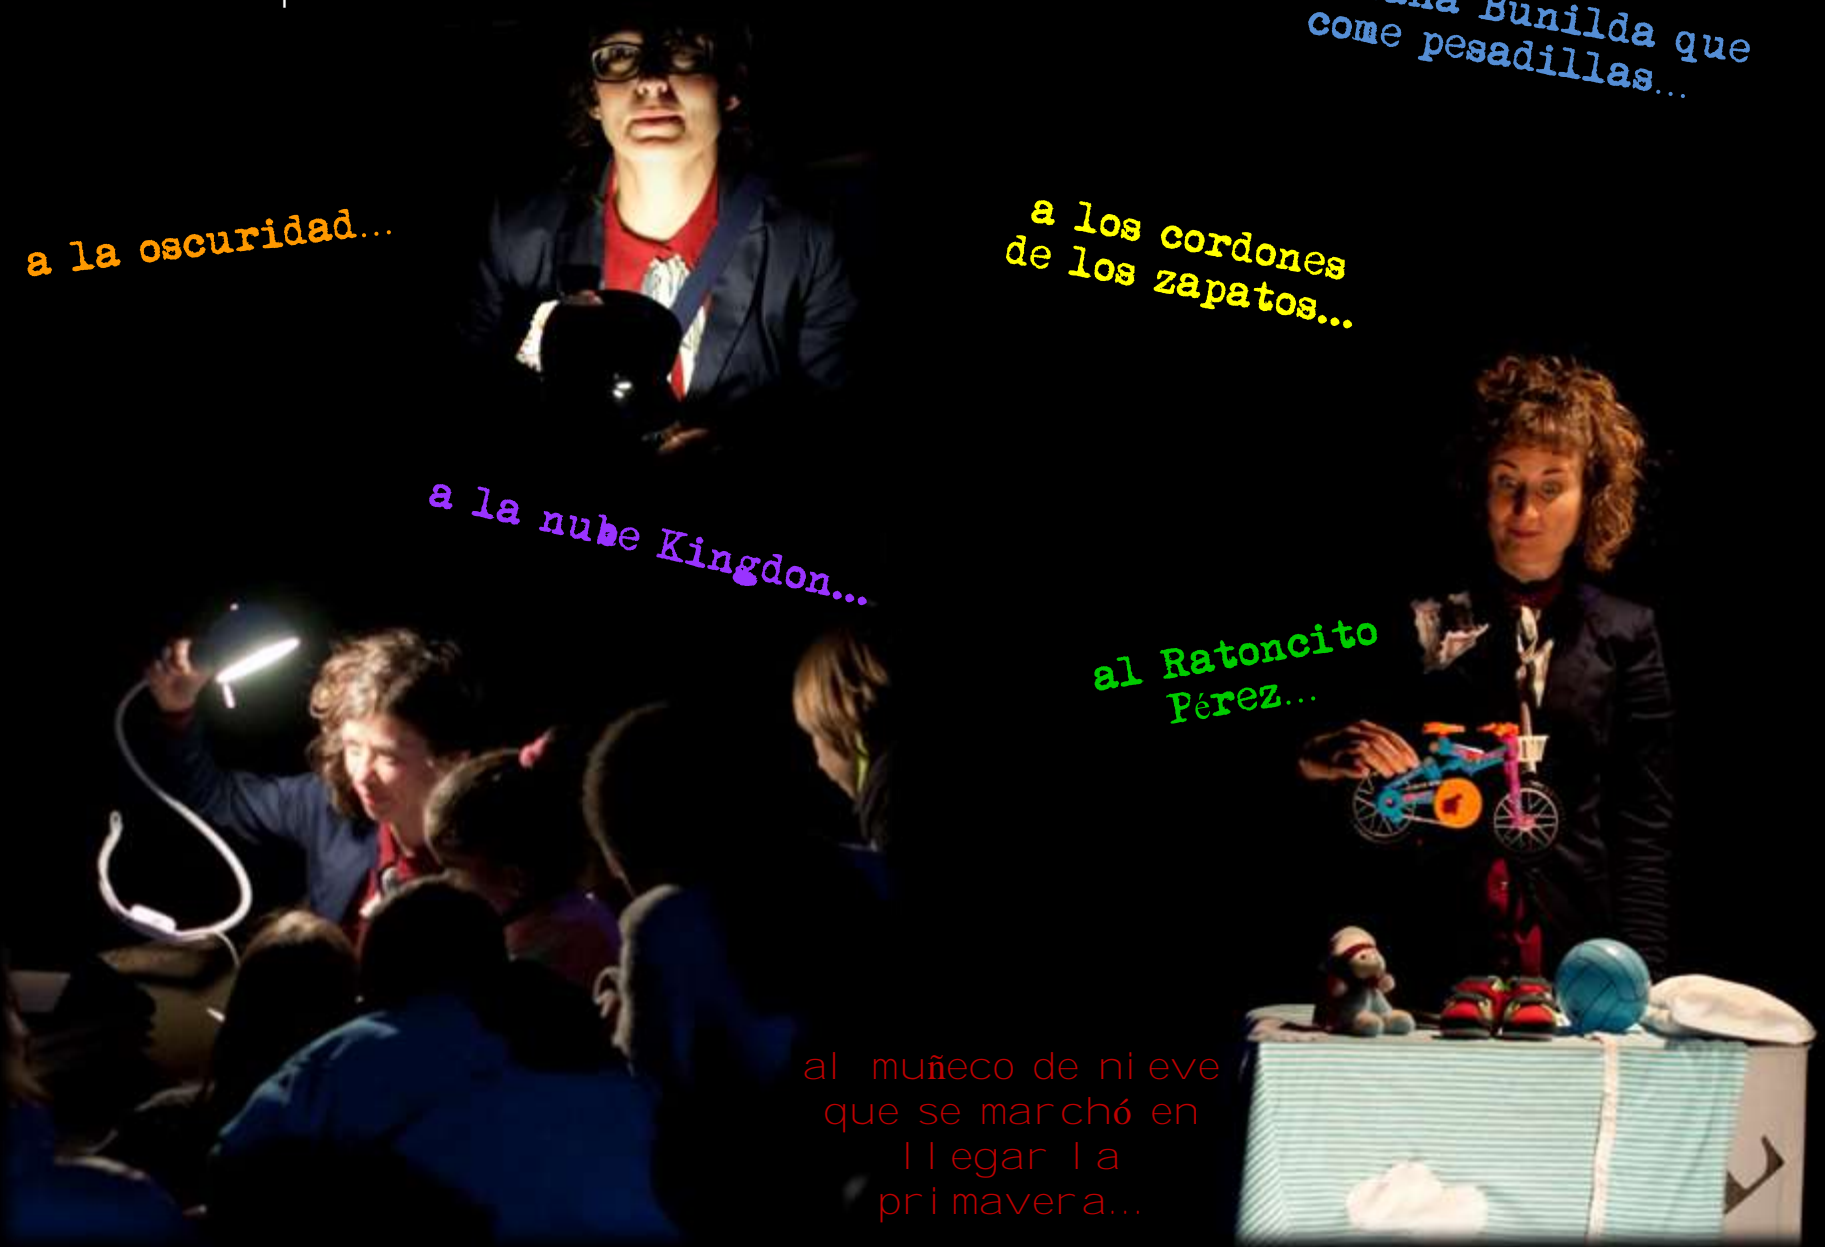 Bunilda que
come pesadillas...
a la oscuridad...
a los cordones
de los zapatos...
a la nube Kingdon...
al Ratoncito
Pérez...
al muñeco de nieve
que se marchó en
llegar la
primavera...